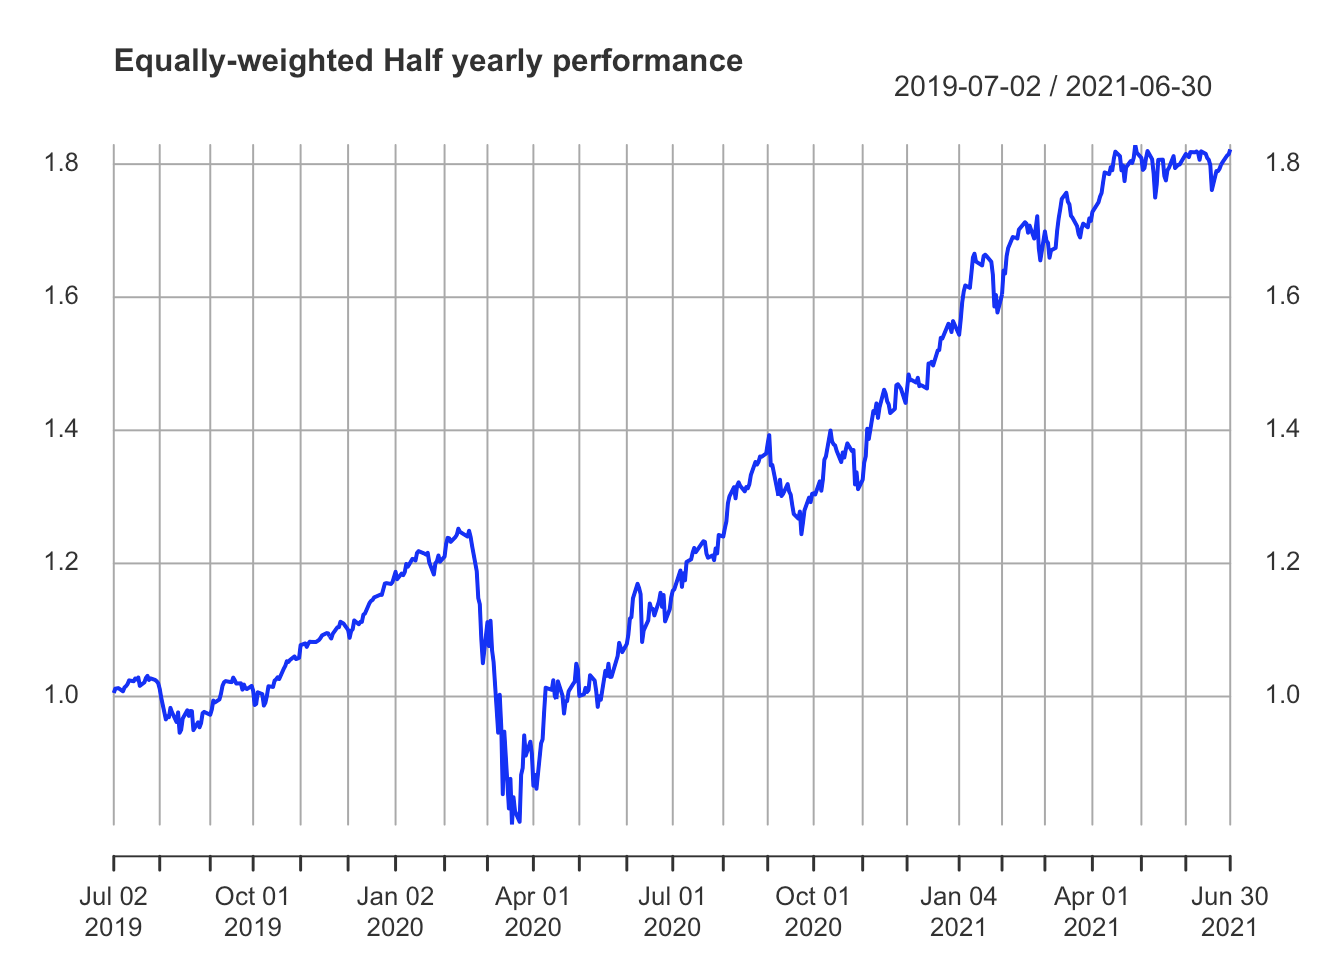 Equally-weighted Half yearly performance
2019-07-02 / 2021-06-30
1.8 1.8
1.6 1.6
1.4 1.4
1.2 1.2
1.0 1.0
Jul 02 Oct 01 Jan 02 Apr 01 Jul 01 Oct 01 Jan 04 Apr 01 Jun 30
2019 2019 2020 2020 2020 2020 2021 2021 2021